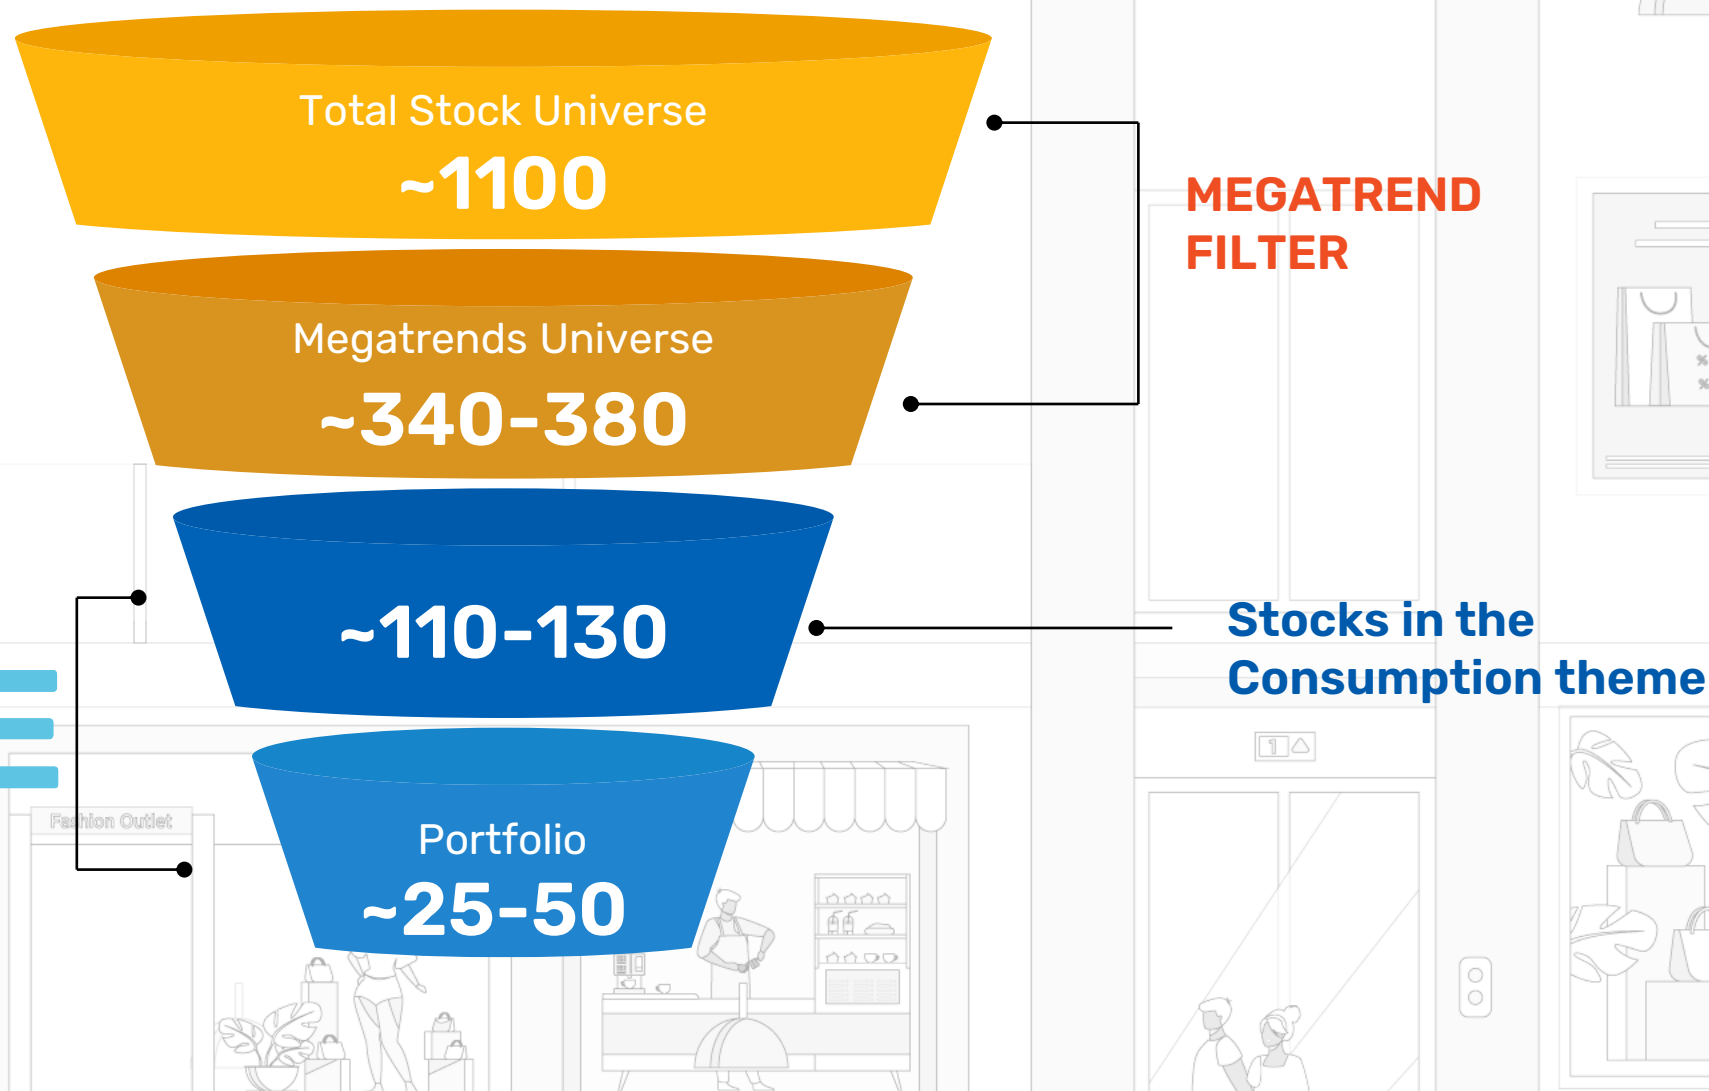 Total Stock Universe
~1100
MEGATREND
FILTER
Megatrends Universe
~340-380
~110-130
Stocks in the
Consumption theme
1
Portfolio
~25-50
Fashion Outlet
%
%